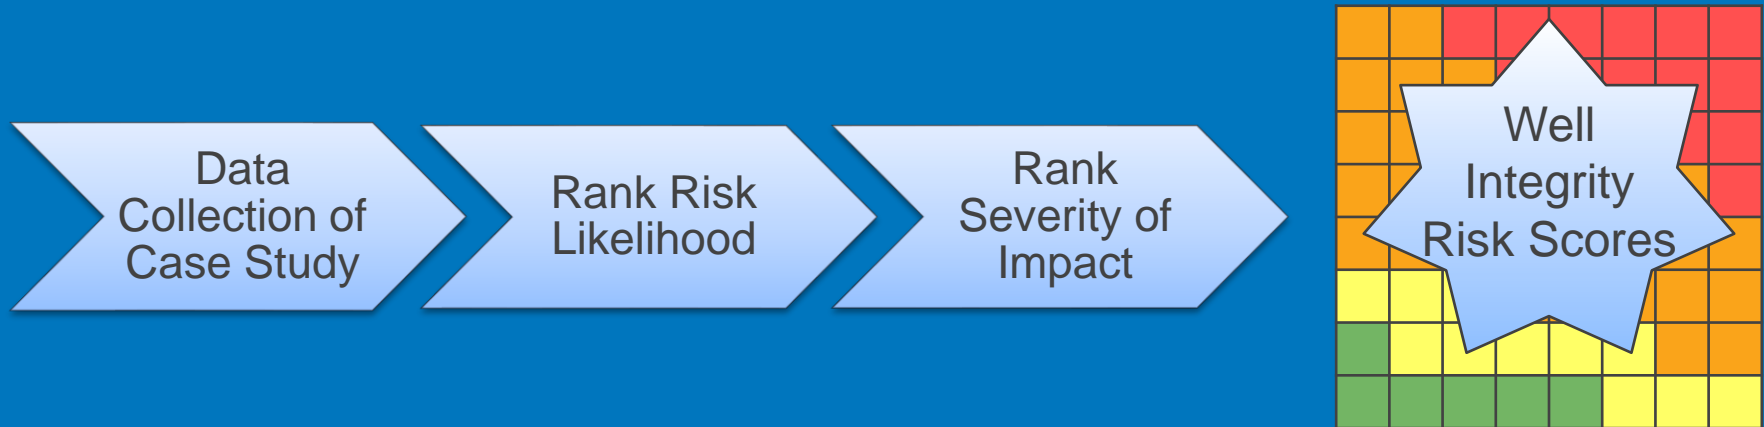 Data
Collection of
Case Study
Rank Risk
Likelihood
Rank
Severity of
Impact
Well
Integrity
Risk Scores